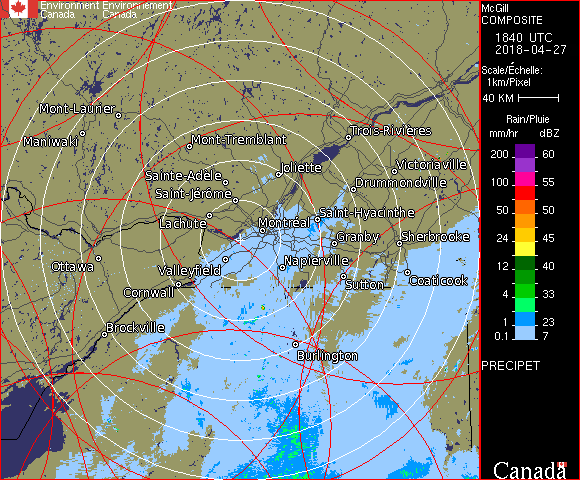 Environment Environnement
Canada Canada
McGill
COMPOSITE
1840 UTC
2018-04-27
Scale/Échelle:
1km/Pixel
40 KM
Rain/Pluie
mm/hr dBZ
200 60
100 55
50 50
24 45
12 40
4 33
1 23
0.1 7
PRECIPET
Canada
Mont-Laurier
Maniwaki
Mont-Tremblant
Trois-Rivières
Joliette
Victoriaville
Sainte-Adèle
Drummondville
Saint-Jérôme
Saint-Hyacinthe
Lachute
Montréal
Granby
Sherbrooke
Ottawa
Valleyfield
Napierville
Coaticook
Sutton
Cornwall
Brockville
Burlington